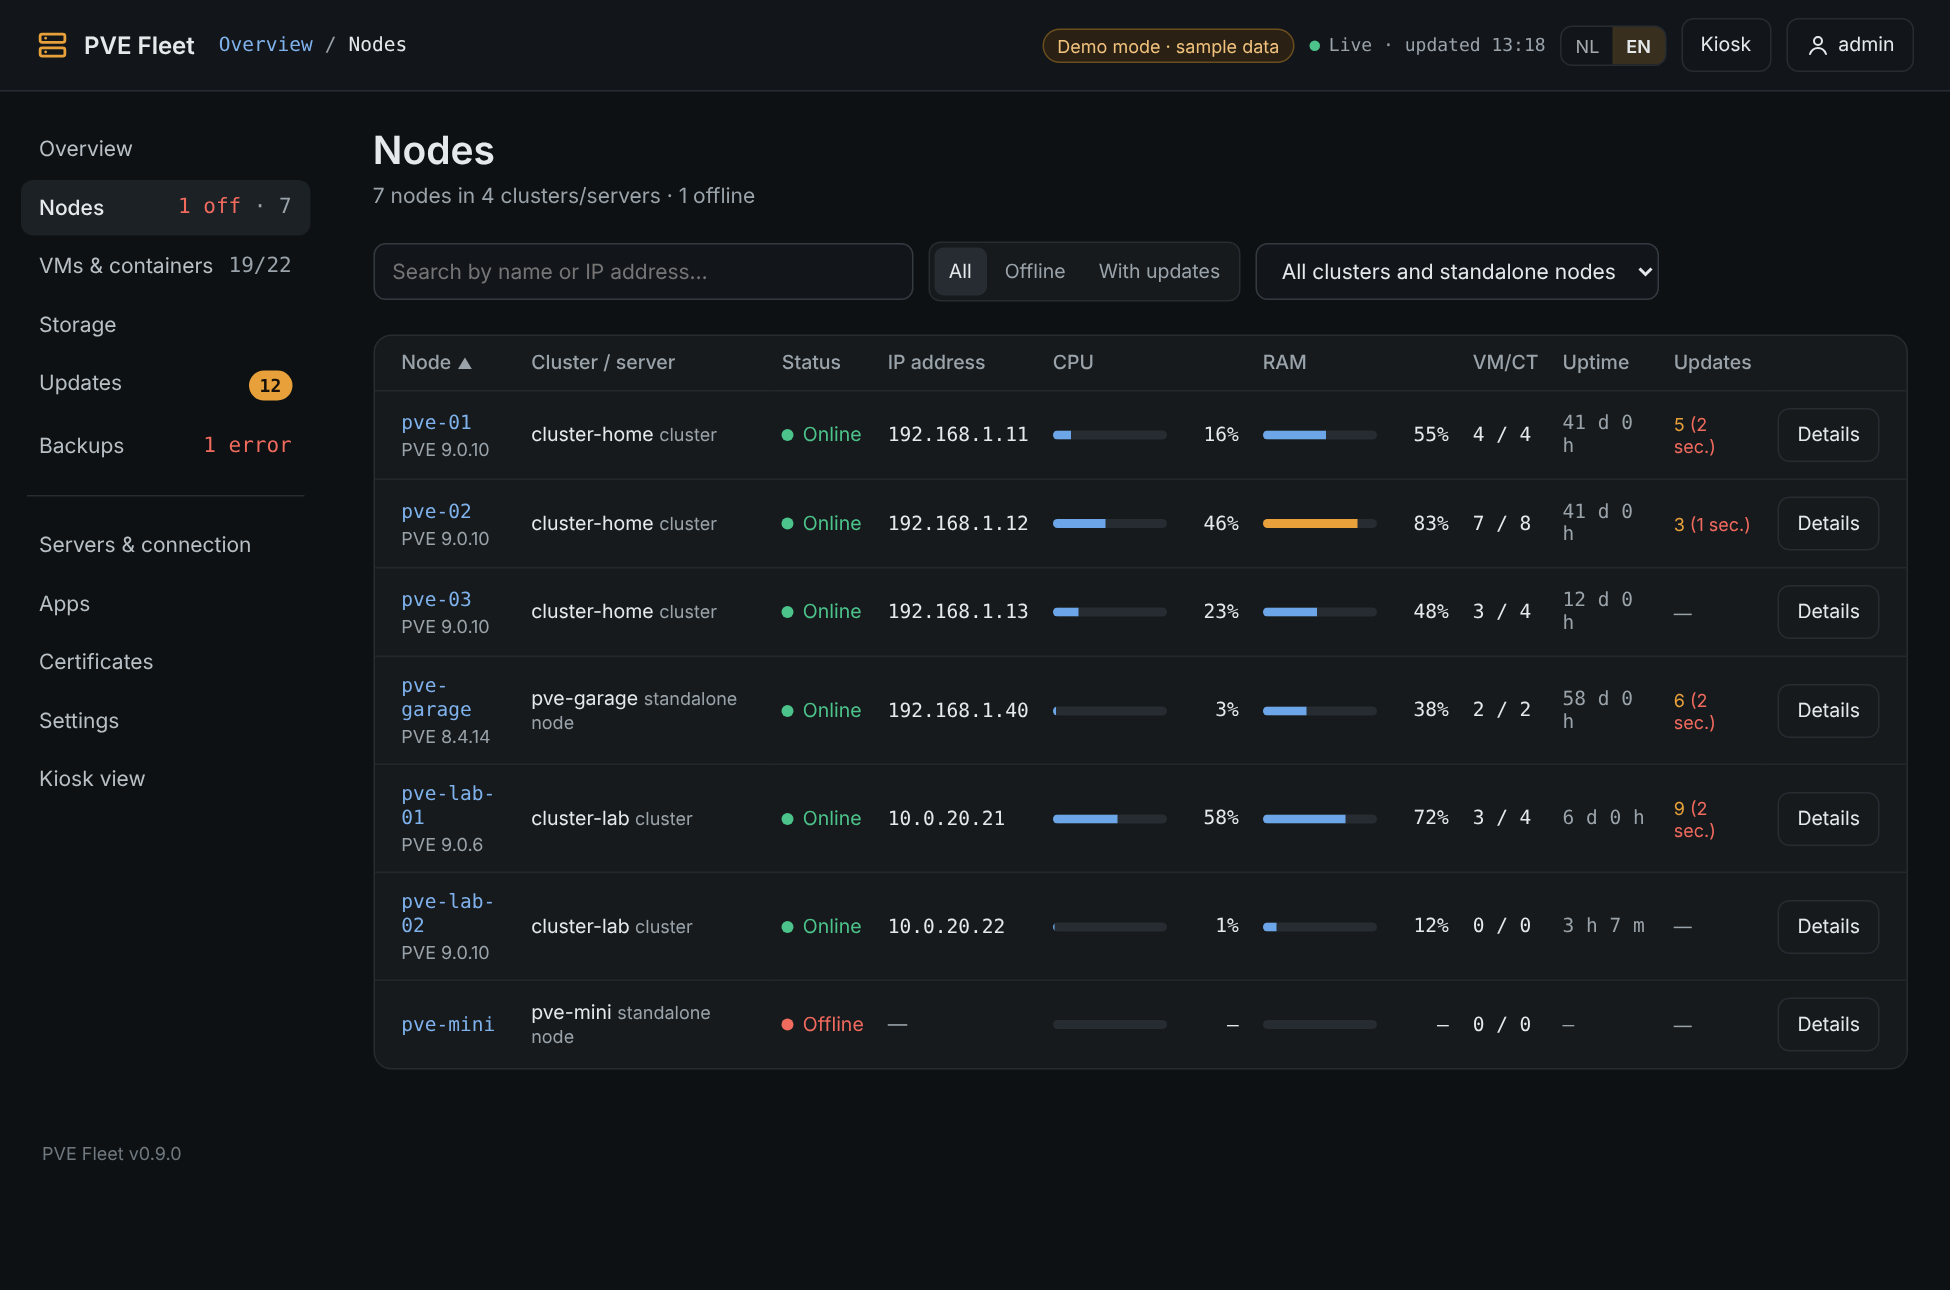 PVE Fleet Overview / Nodes Demo mode · sample data Live · updated 13:18 NL EN Kiosk admin
Overview
Nodes 1 off · 7
VMs & containers 19/22
Storage
Updates 12
Backups 1 error
Servers & connection
Apps
Certificates
Settings
Kiosk view
PVE Fleet v0.9.0
Nodes
7 nodes in 4 clusters/servers · 1 offline
Search by name or IP address... All Offline With updates All clusters and standalone nodes
Node ▲ Cluster / server Status IP address CPU RAM VM/CT Uptime Updates
pve-01
PVE 9.0.10
cluster-home cluster Online 192.168.1.11 16% 55% 4 / 4 41 d 0
h
5 (2
sec.)
Details
pve-02
PVE 9.0.10
cluster-home cluster Online 192.168.1.12 46% 83% 7 / 8 41 d 0
h
3 (1 sec.) Details
pve-03
PVE 9.0.10
cluster-home cluster Online 192.168.1.13 23% 48% 3 / 4 12 d 0
h
— Details
pve-
garage
PVE 8.4.14
pve-garage standalone
node
Online 192.168.1.40 3% 38% 2 / 2 58 d 0
h
6 (2
sec.)
Details
pve-lab-
01
PVE 9.0.6
cluster-lab cluster Online 10.0.20.21 58% 72% 3 / 4 6 d 0 h 9 (2
sec.)
Details
pve-lab-
02
PVE 9.0.10
cluster-lab cluster Online 10.0.20.22 1% 12% 0 / 0 3 h 7 m — Details
pve-mini pve-mini standalone
node
Offline — – – 0 / 0 – — Details